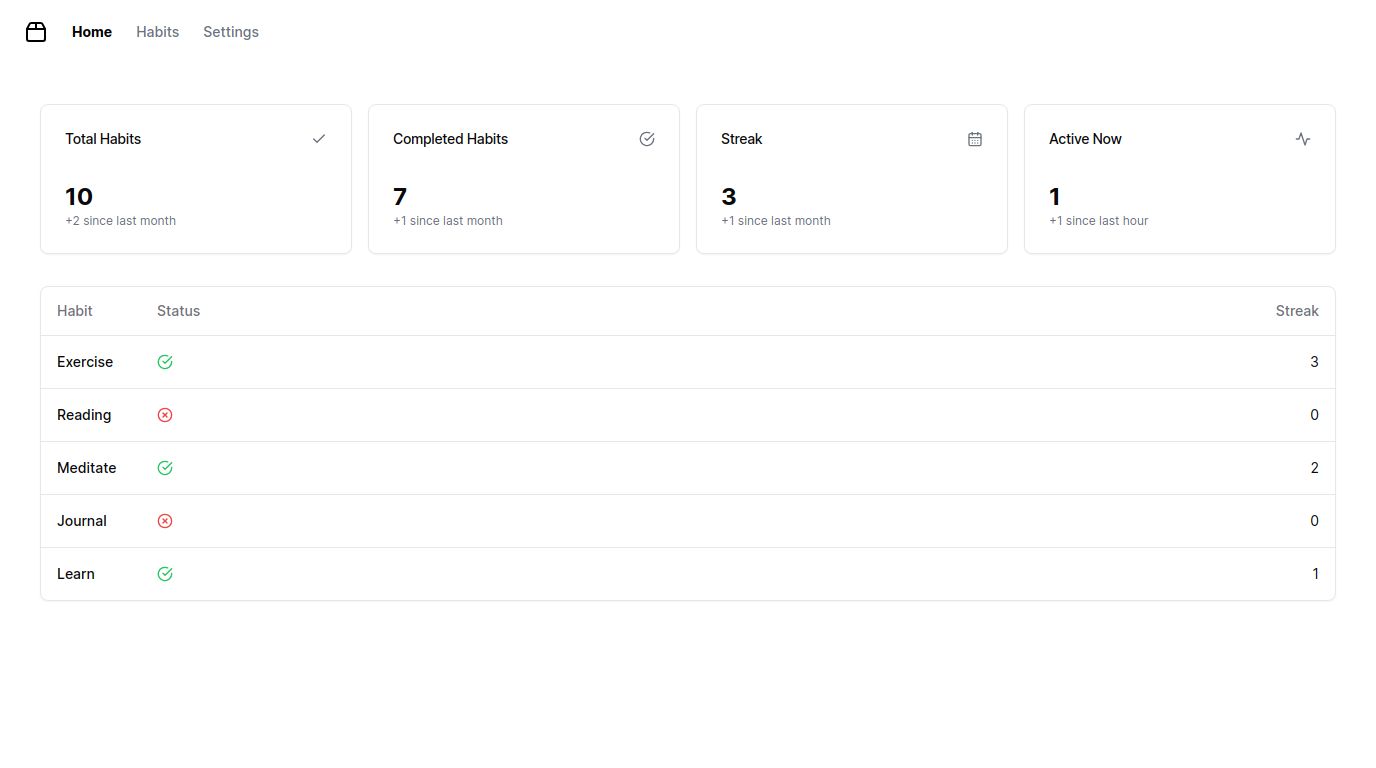 Home Habits Settings
Total Habits
10
+2 since last month
Completed Habits
7
+1 since last month
Streak
3
+1 since last month
Active Now
1
+1 since last hour
Habit Status Streak
Exercise 3
Reading 0
Meditate 2
Journal 0
Learn 1